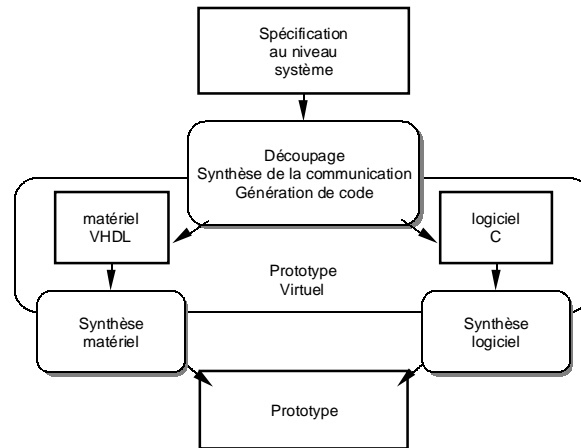 Spécification
au niveau
système
Découpage
Synthèse de la communication
Génération de code
matériel
VHDL
logiciel
C
Prototype
Virtuel
Synthèse
matériel
Synthèse
logiciel
Prototype